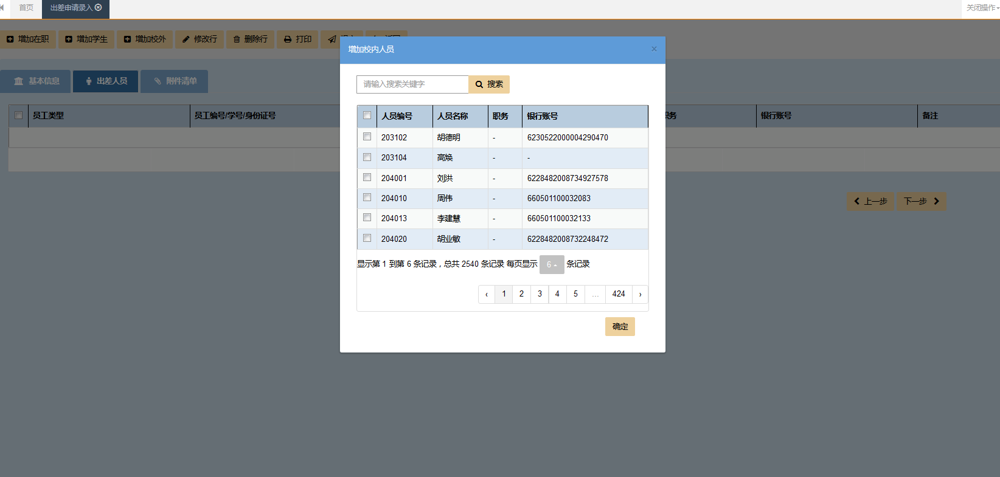 首页 出差申请录入 关闭操作
增加在职 增加学生 增加校外 修改行 删除行 打印
增加校内人员 ×
基本信息 出差人员 附件清单
请输入搜索关键字 搜索
员工类型 员工编号/学号/身份证号 银行账号 备注
人员编号 人员名称 职务 银行账号
203102 胡德明 - 6230522000004290470
203104 高焕 - -
204001 刘洪 - 6228482008734927578
204010 周伟 - 660501100032083
204013 李建慧 - 660501100032133
204020 胡业敏 - 6228482008732248472
上一步 下一步
显示第 1 到第 6 条记录，总共 2540 条记录 每页显示 6 条记录
‹ 1 2 3 4 5 ... 424 ›
确定